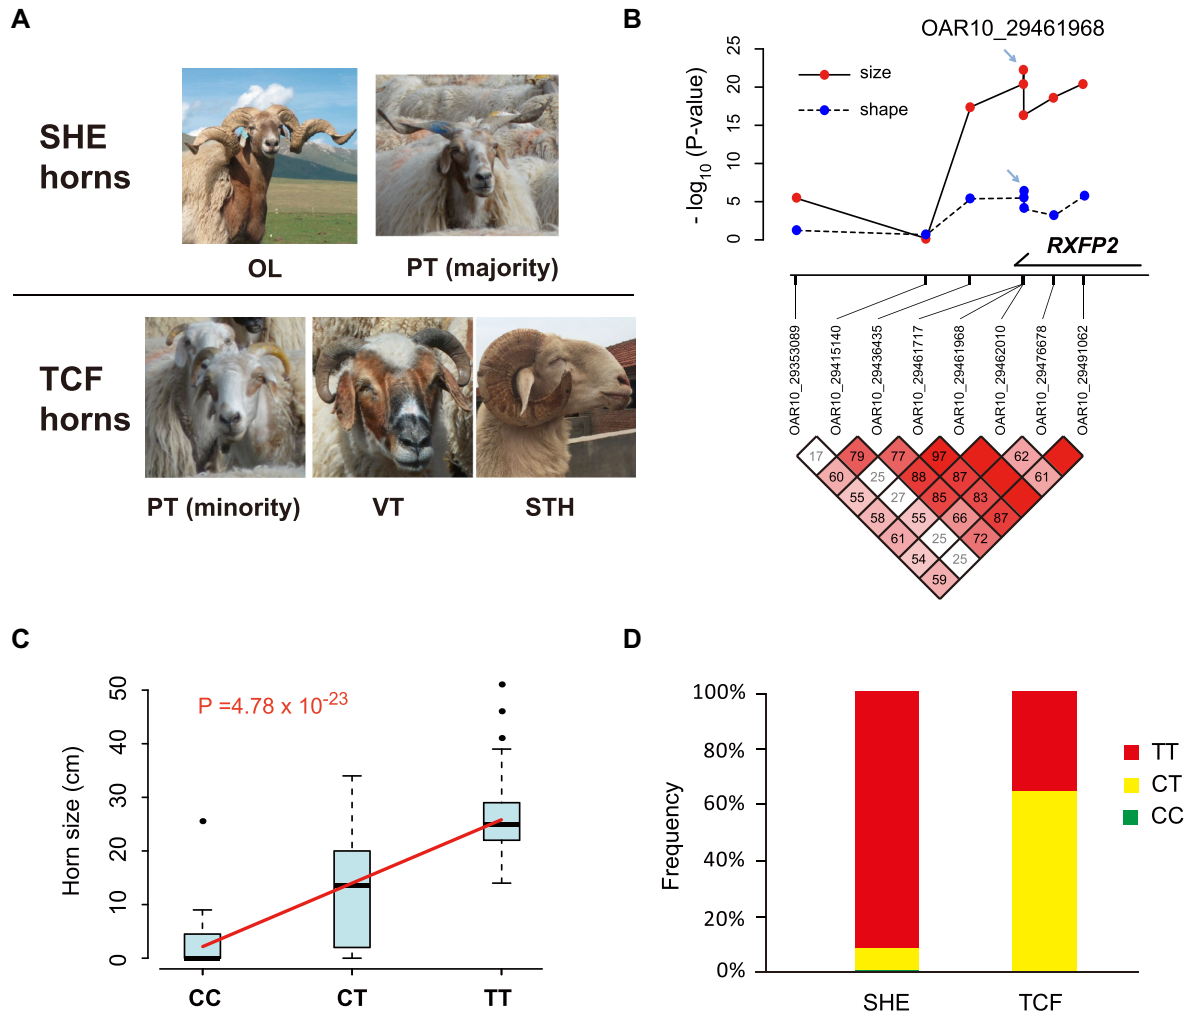 A
SHE
horns
OL
PT (majority)
TCF
horns
PT (minority)
VT
STH
B
OAR10_29461968
- log10 (P-value)
25
20
15
10
5
0
size
shape
RXFP2
OAR10_29353089
OAR10_29415140
OAR10_29436435
OAR10_29461717
OAR10_29461968
OAR10_29462010
OAR10_29476678
OAR10_29491062
17 79 77 97 62
60 25 88 87 61
55 27 85 83
58 55 66 87
61 25 72
54 25
59
C
P =4.78 x 10-23
Horn size (cm)
50
40
30
20
10
0
CC CT TT
D
Frequency
100%
80%
60%
40%
20%
0%
SHE TCF
TT
CT
CC